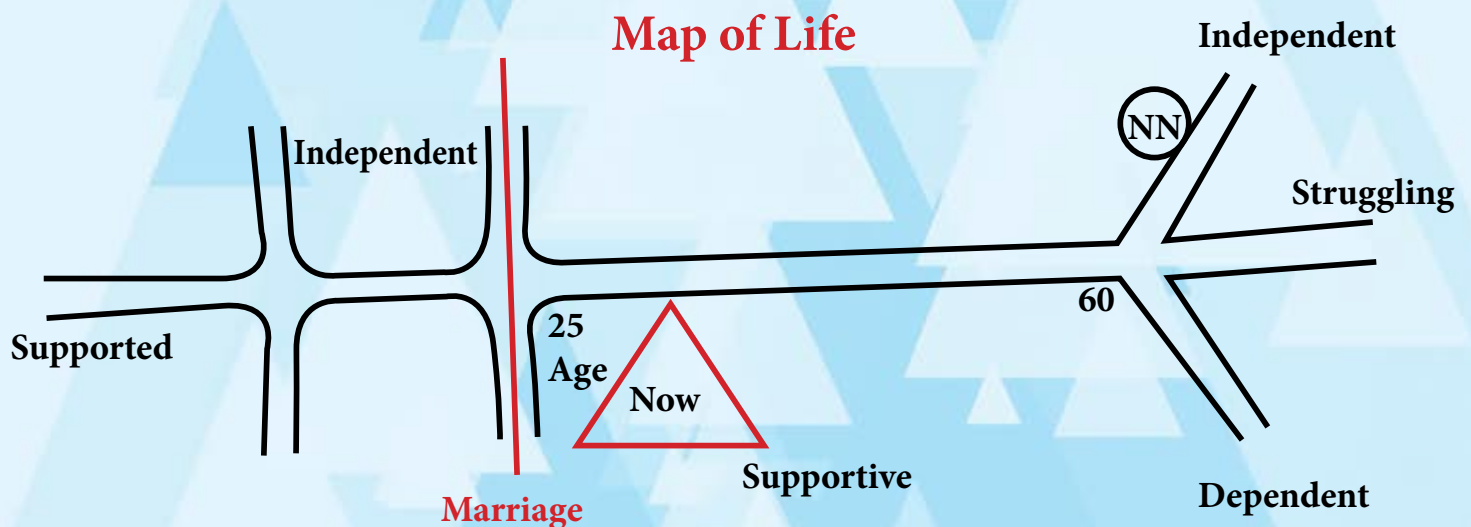 Map of Life
Independent
NN
Independent
Struggling
60
Supported
25
Age
Now
Supportive
Dependent
Marriage